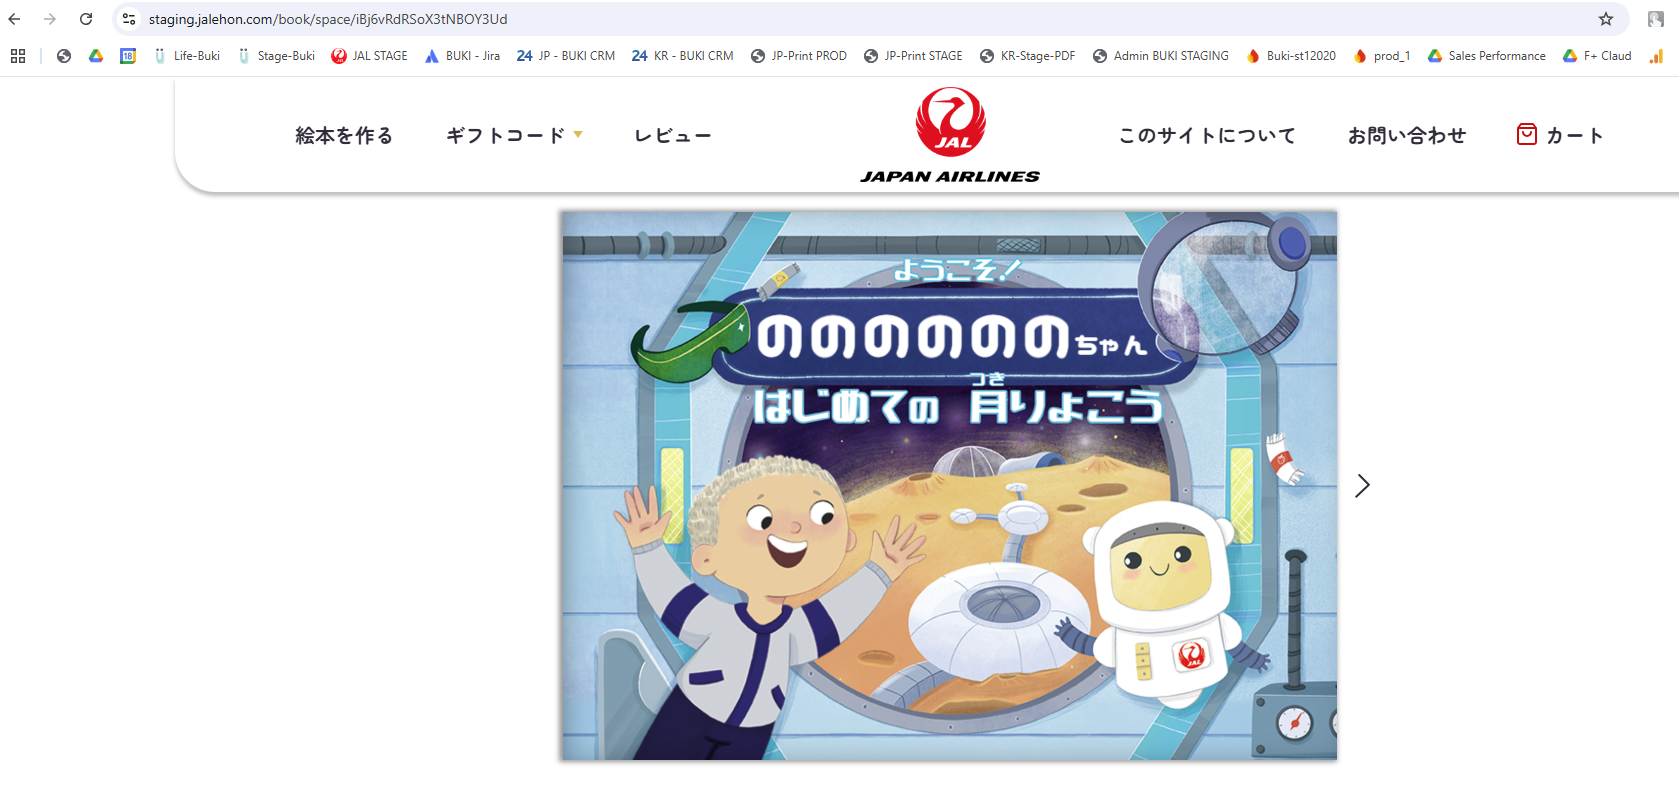 staging.jalehon.com/book/space/iBj6vRdRSoX3tNBOY3Ud
18 Life-Buki Stage-Buki JAL STAGE BUKI - Jira 24 JP - BUKI CRM 24 KR - BUKI CRM JP-Print PROD JP-Print STAGE KR-Stage-PDF Admin BUKI STAGING Buki-st12020 prod_1 Sales Performance F+ Claud
絵本を作る ギフトコード レビュー JAL このサイトについて お問い合わせ カート
JAPAN AIRLINES
ようこそ!
のののののの ちゃん
つき
はじめての 月りょこう
JAL